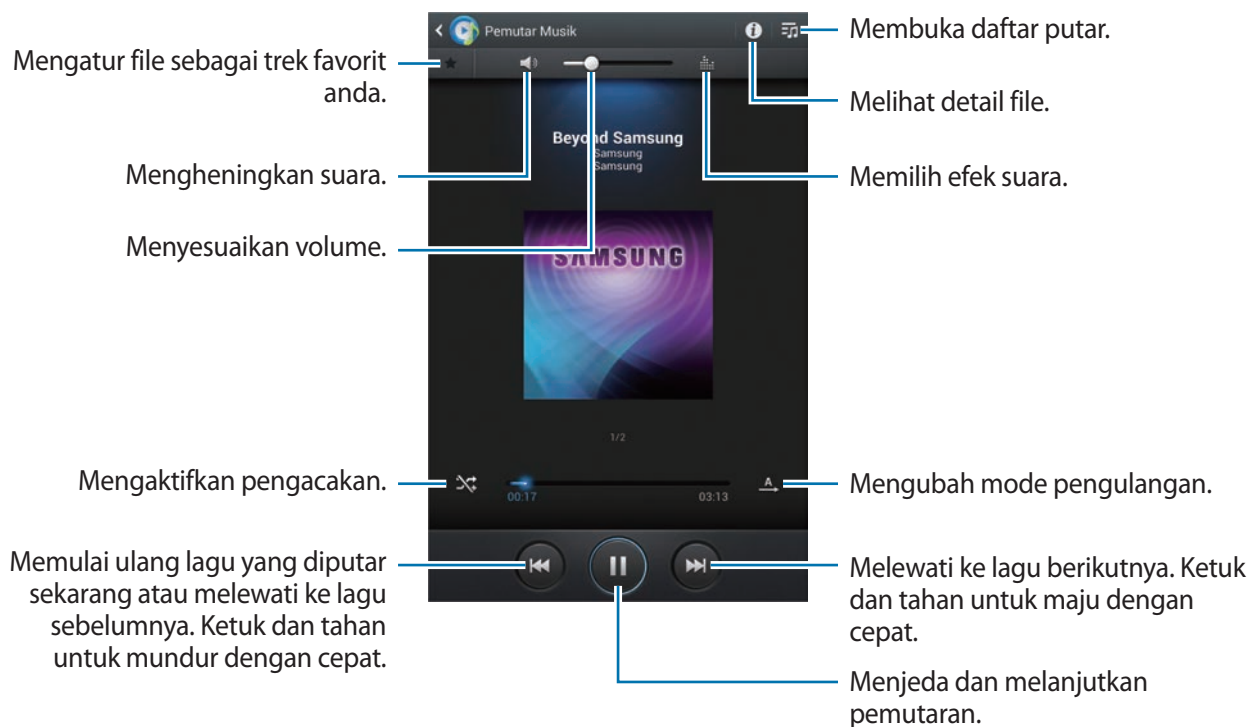 Pemutar Musik
Membuka daftar putar.
Mengatur file sebagai trek favorit
anda.
Melihat detail file.
Beyond Samsung
Samsung
Samsung
Mengheningkan suara.
Memilih efek suara.
Menyesuaikan volume.
SAMSUNG
1/2
Mengaktifkan pengacakan.
00:17
03:13
A
Mengubah mode pengulangan.
Memulai ulang lagu yang diputar
sekarang atau melewati ke lagu
sebelumnya. Ketuk dan tahan
untuk mundur dengan cepat.
Melewati ke lagu berikutnya. Ketuk
dan tahan untuk maju dengan
cepat.
Menjeda dan melanjutkan
pemutaran.